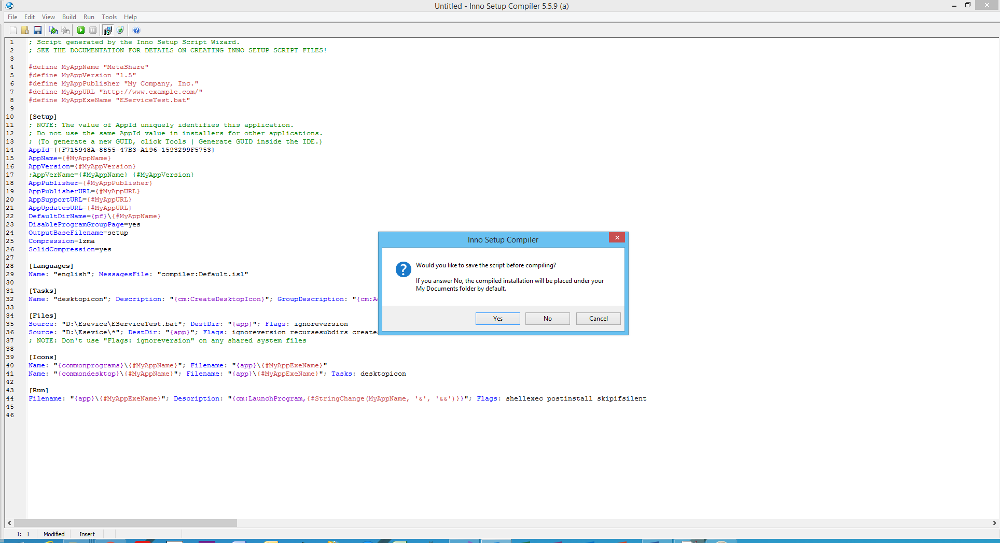 Untitled - Inno Setup Compiler 5.5.9 (a)
File Edit View Build Run Tools Help
1 ; Script generated by the Inno Setup Script Wizard.
2 ; SEE THE DOCUMENTATION FOR DETAILS ON CREATING INNO SETUP SCRIPT FILES!
3
4 #define MyAppName "MetaShare"
5 #define MyAppVersion "1.5"
6 #define MyAppPublisher "My Company, Inc."
7 #define MyAppURL "http://www.example.com/"
8 #define MyAppExeName "EServiceTest.bat"
9
10 [Setup]
11 ; NOTE: The value of AppId uniquely identifies this application.
12 ; Do not use the same AppId value in installers for other applications.
13 ; (To generate a new GUID, click Tools | Generate GUID inside the IDE.)
14 AppId={{F715948A-8855-47B3-A196-1593299F5753}
15 AppName={#MyAppName}
16 AppVersion={#MyAppVersion}
17 ;AppVerName={#MyAppName} {#MyAppVersion}
18 AppPublisher={#MyAppPublisher}
19 AppPublisherURL={#MyAppURL}
20 AppSupportURL={#MyAppURL}
21 AppUpdatesURL={#MyAppURL}
22 DefaultDirName={pf}\{#MyAppName}
23 DisableProgramGroupPage=yes
24 OutputBaseFilename=setup
25 Compression=lzma
26 SolidCompression=yes
27
28 [Languages]
29 Name: "english"; MessagesFile: "compiler:Default.isl"
30
31 [Tasks]
32 Name: "desktopicon"; Description: "{cm:CreateDesktopIcon}"; GroupDescription: "{cm:A
33
34 [Files]
35 Source: "D:\Esevice\EServiceTest.bat"; DestDir: "{app}"; Flags: ignoreversion
36 Source: "D:\Esevice\*"; DestDir: "{app}"; Flags: ignoreversion recursesubdirs create
37 ; NOTE: Don't use "Flags: ignoreversion" on any shared system files
38
39 [Icons]
40 Name: "{commonprograms}\{#MyAppName}"; Filename: "{app}\{#MyAppExeName}"
41 Name: "{commondesktop}\{#MyAppName}"; Filename: "{app}\{#MyAppExeName}"; Tasks: desktopicon
42
43 [Run]
44 Filename: "{app}\{#MyAppExeName}"; Description: "{cm:LaunchProgram,{#StringChange(MyAppName, '&', '&&')}}"; Flags: shellexec postinstall skipifsilent
45
46
Inno Setup Compiler
Would you like to save the script before compiling?
If you answer No, the compiled installation will be placed under your
My Documents folder by default.
Yes No Cancel
1: 1 Modified Insert